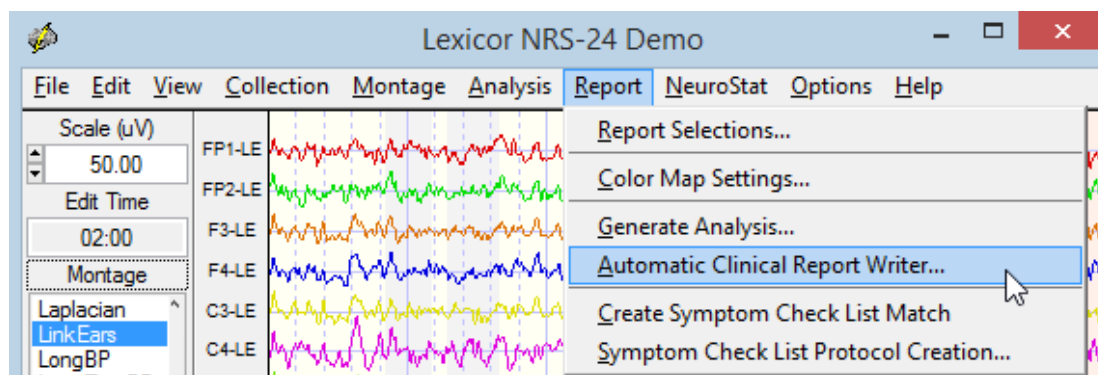 Lexicor NRS-24 Demo
File Edit View Collection Montage Analysis Report NeuroStat Options Help
Scale (uV)
50.00
Edit Time
02:00
Montage
Laplacian
LinkEars
LongBP
FP1-LE
FP2-LE
F3-LE
F4-LE
C3-LE
C4-LE
Report Selections...
Color Map Settings...
Generate Analysis...
Automatic Clinical Report Writer...
Create Symptom Check List Match
Symptom Check List Protocol Creation...